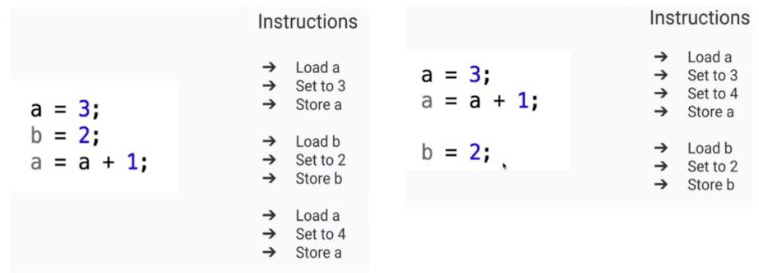 Instructions
a = 3;
b = 2;
a = a + 1;
→ Load a
→ Set to 3
→ Store a
→ Load b
→ Set to 2
→ Store b
→ Load a
→ Set to 4
→ Store a
Instructions
a = 3;
a = a + 1;
b = 2;
→ Load a
→ Set to 3
→ Set to 4
→ Store a
→ Load b
→ Set to 2
→ Store b